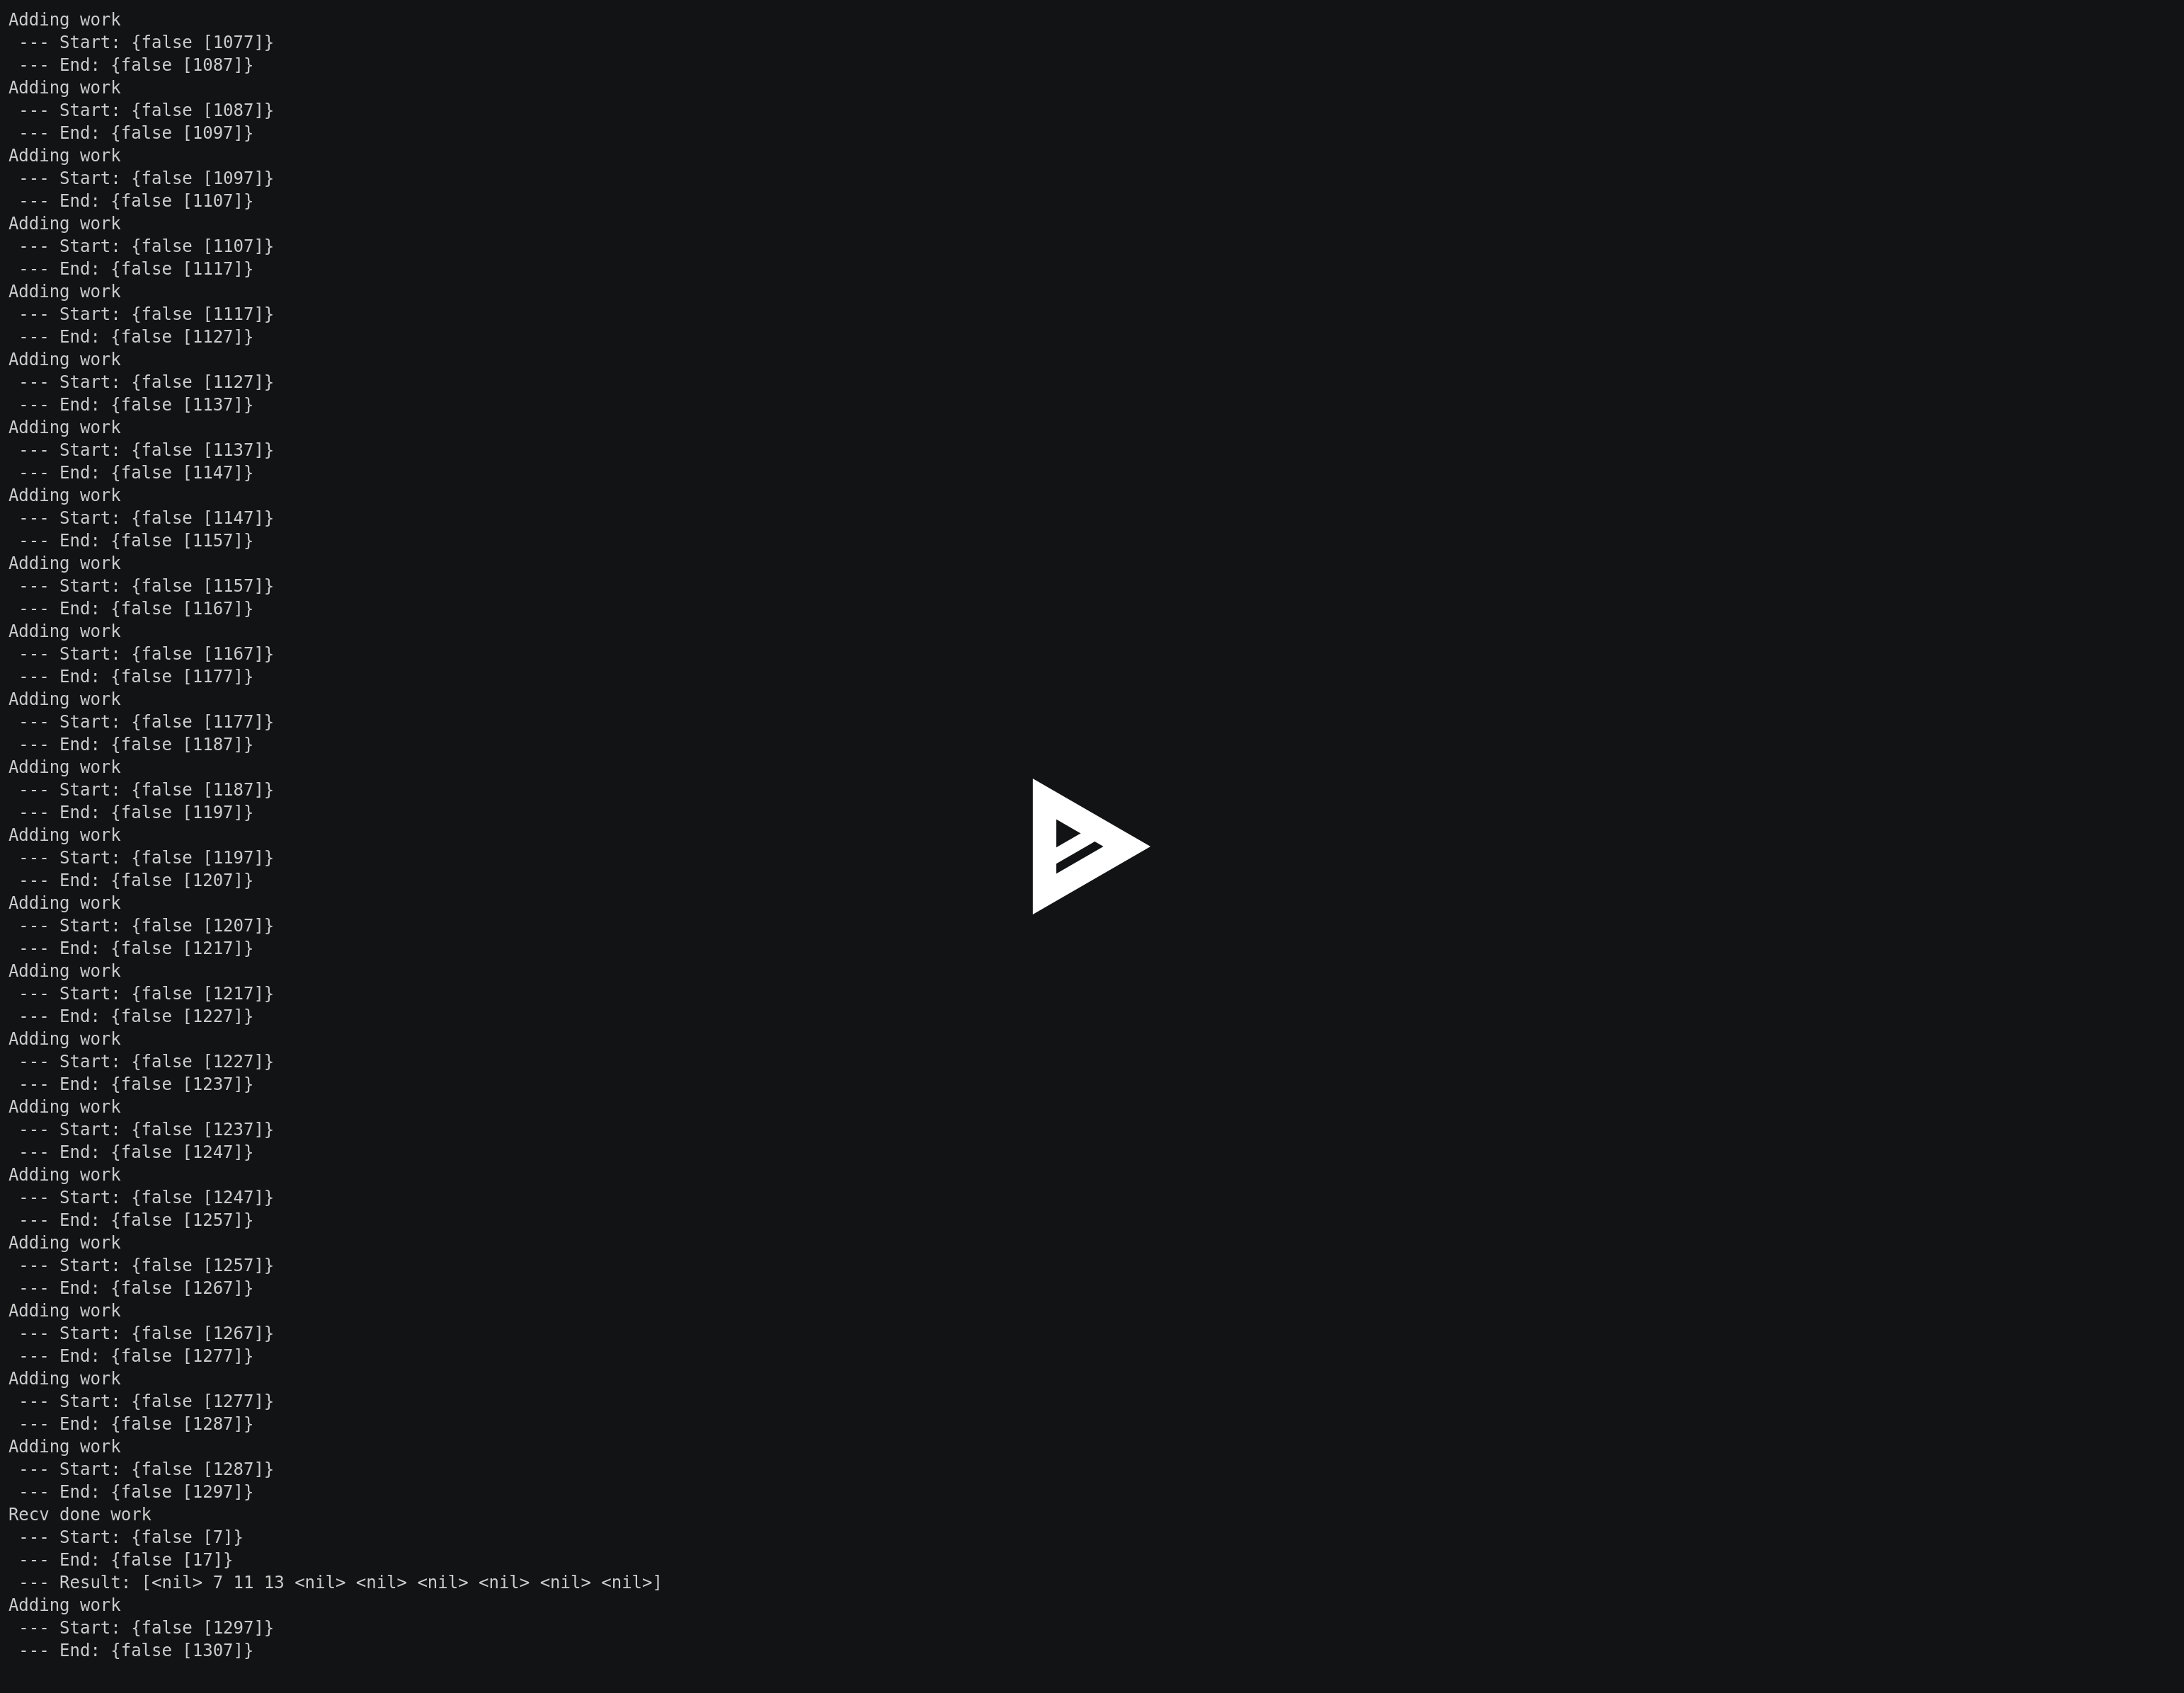 Adding work
 --- Start: {false [1077]}
 --- End: {false [1087]}
Adding work
 --- Start: {false [1087]}
 --- End: {false [1097]}
Adding work
 --- Start: {false [1097]}
 --- End: {false [1107]}
Adding work
 --- Start: {false [1107]}
 --- End: {false [1117]}
Adding work
 --- Start: {false [1117]}
 --- End: {false [1127]}
Adding work
 --- Start: {false [1127]}
 --- End: {false [1137]}
Adding work
 --- Start: {false [1137]}
 --- End: {false [1147]}
Adding work
 --- Start: {false [1147]}
 --- End: {false [1157]}
Adding work
 --- Start: {false [1157]}
 --- End: {false [1167]}
Adding work
 --- Start: {false [1167]}
 --- End: {false [1177]}
Adding work
 --- Start: {false [1177]}
 --- End: {false [1187]}
Adding work
 --- Start: {false [1187]}
 --- End: {false [1197]}
Adding work
 --- Start: {false [1197]}
 --- End: {false [1207]}
Adding work
 --- Start: {false [1207]}
 --- End: {false [1217]}
Adding work
 --- Start: {false [1217]}
 --- End: {false [1227]}
Adding work
 --- Start: {false [1227]}
 --- End: {false [1237]}
Adding work
 --- Start: {false [1237]}
 --- End: {false [1247]}
Adding work
 --- Start: {false [1247]}
 --- End: {false [1257]}
Adding work
 --- Start: {false [1257]}
 --- End: {false [1267]}
Adding work
 --- Start: {false [1267]}
 --- End: {false [1277]}
Adding work
 --- Start: {false [1277]}
 --- End: {false [1287]}
Adding work
 --- Start: {false [1287]}
 --- End: {false [1297]}
Recv done work
 --- Start: {false [7]}
 --- End: {false [17]}
 --- Result: [<nil> 7 11 13 <nil> <nil> <nil> <nil> <nil> <nil>]
Adding work
 --- Start: {false [1297]}
 --- End: {false [1307]}